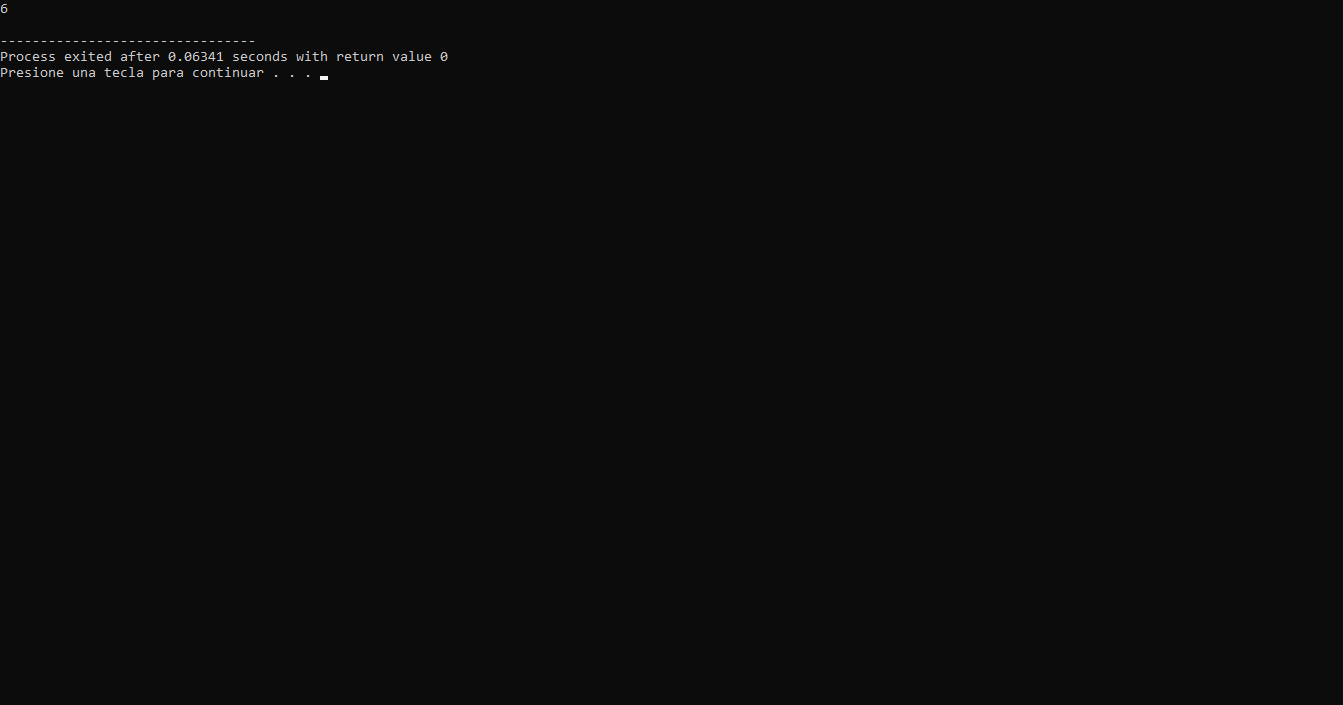 6
--------------------------------
Process exited after 0.06341 seconds with return value 0
Presione una tecla para continuar . . .